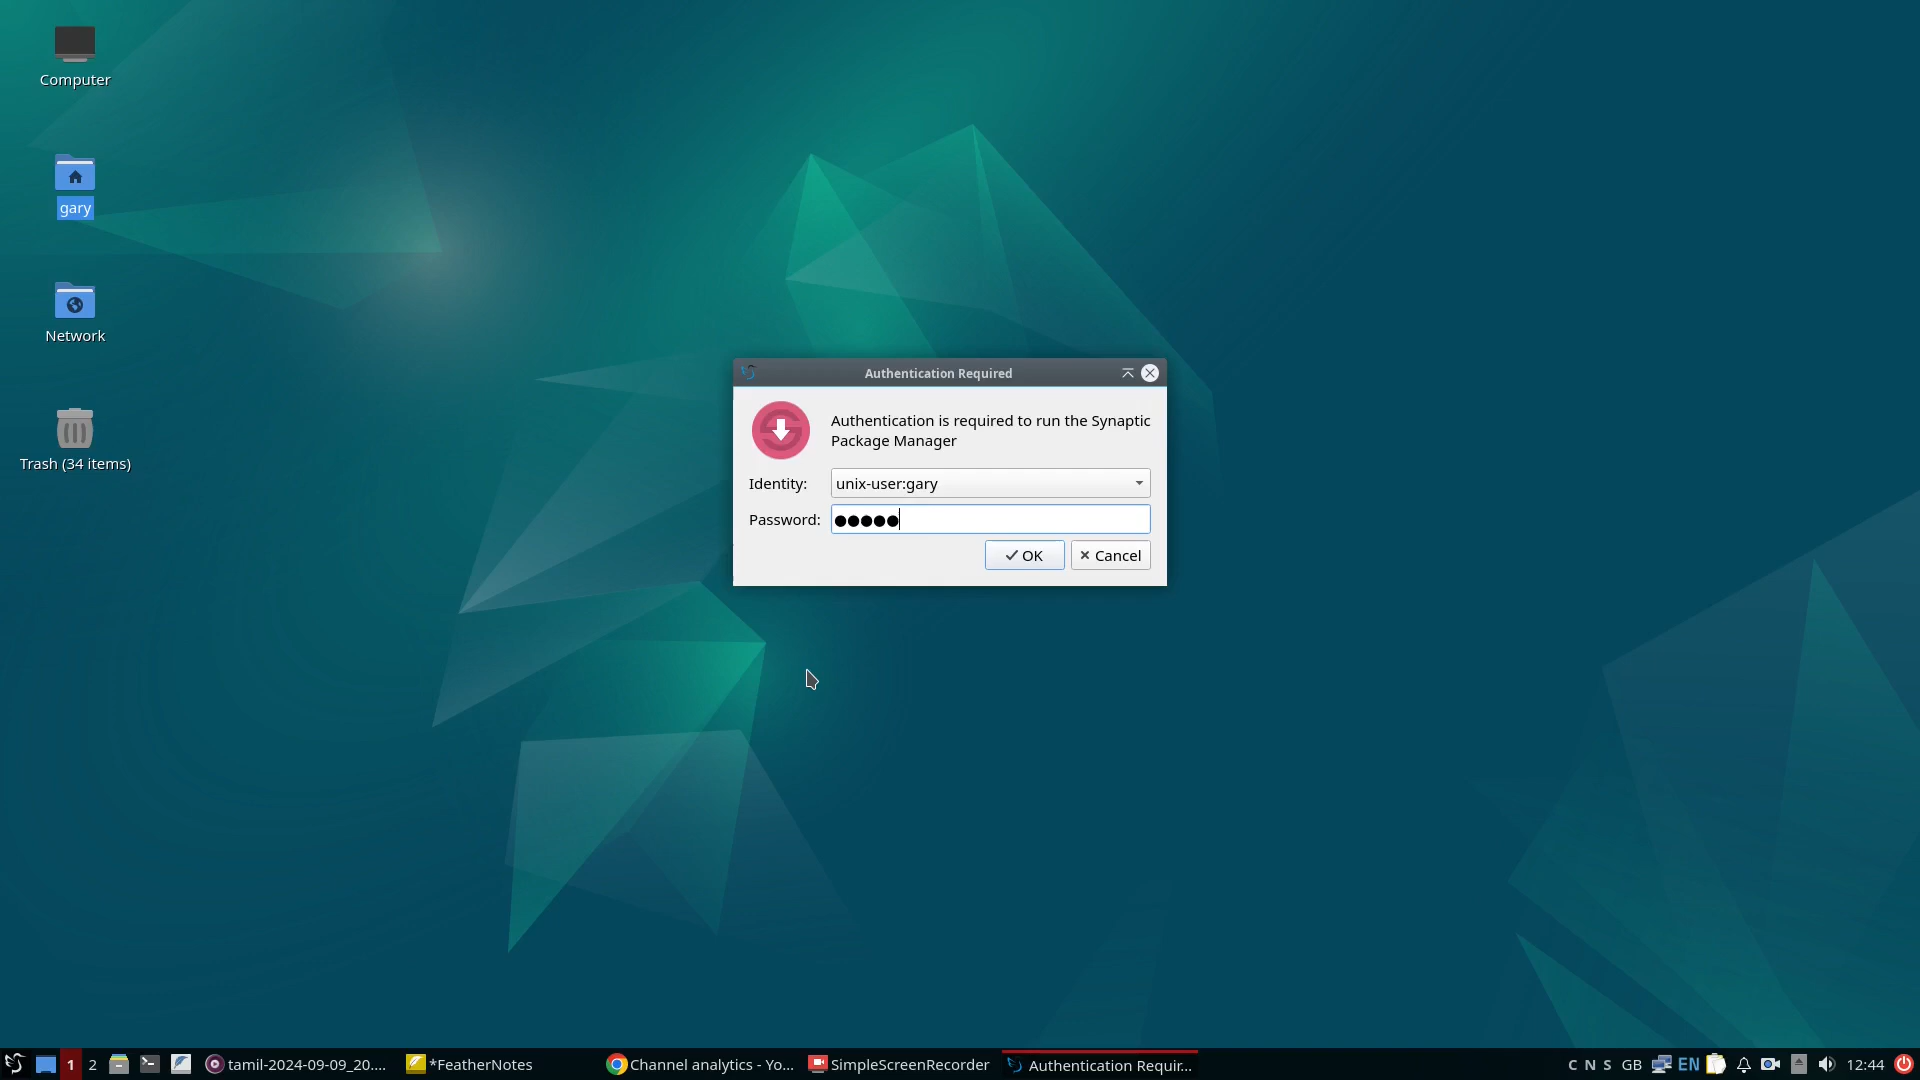 Computer
gary
Network
Trash (34 items)
Authentication Required
Authentication is required to run the Synaptic
Package Manager
Identity: unix-user:gary
Password: ●●●●●
OK Cancel
1 2 tamil-2024-09-09_20.... *FeatherNotes Channel analytics - Yo... SimpleScreenRecorder Authentication Requir... C N S GB EN 12:44